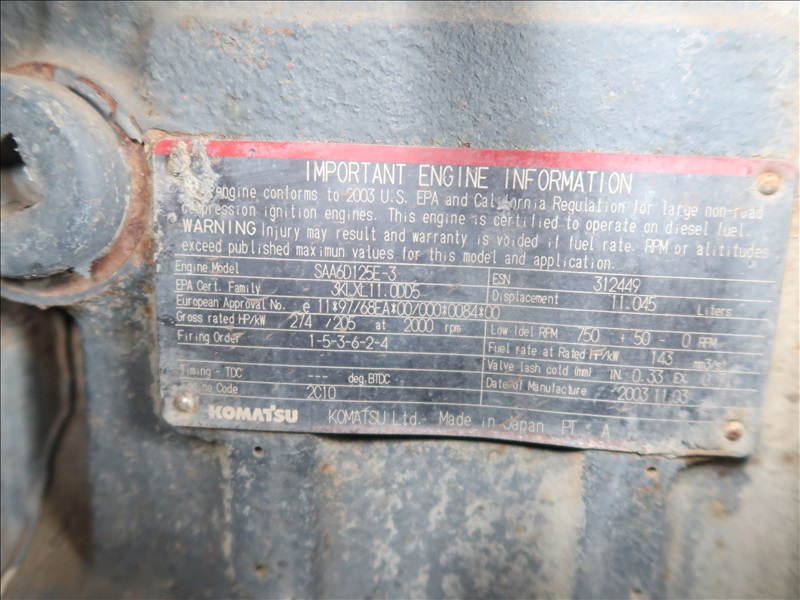 IMPORTANT ENGINE INFORMATION
engine conforms to 2003 U.S. EPA and California Regulation for large non-road
compression ignition engines. This engine is certified to operate on diesel fuel.
WARNING Injury may result and warranty is voided if fuel rate. RPM or altitudes
exceed published maximun values for this model and application.
Engine Model SAA6D125E-3 ESN 312449
EPA Cert. Family 3KLXL11.0DD5 Displacement 11.045 Liters
European Approval No. e 11*97/68EA*00/000*0084*00
Gross rated HP/kW 274 /205 at 2000 rpm Low Idel RPM 750 +50-0 RPM
Firing Order 1-5-3-6-2-4 Fuel rate at Rated HP/kW 143 mm3/s
Timing - TDC --- deg.BTDC Valve lash cold (mm) IN. 0.33 EX. 0.
Engine Code 2C10 Date of Manufacture 2003.11.03
KOMATSU KOMATSU Ltd.- Made in Japan PT A